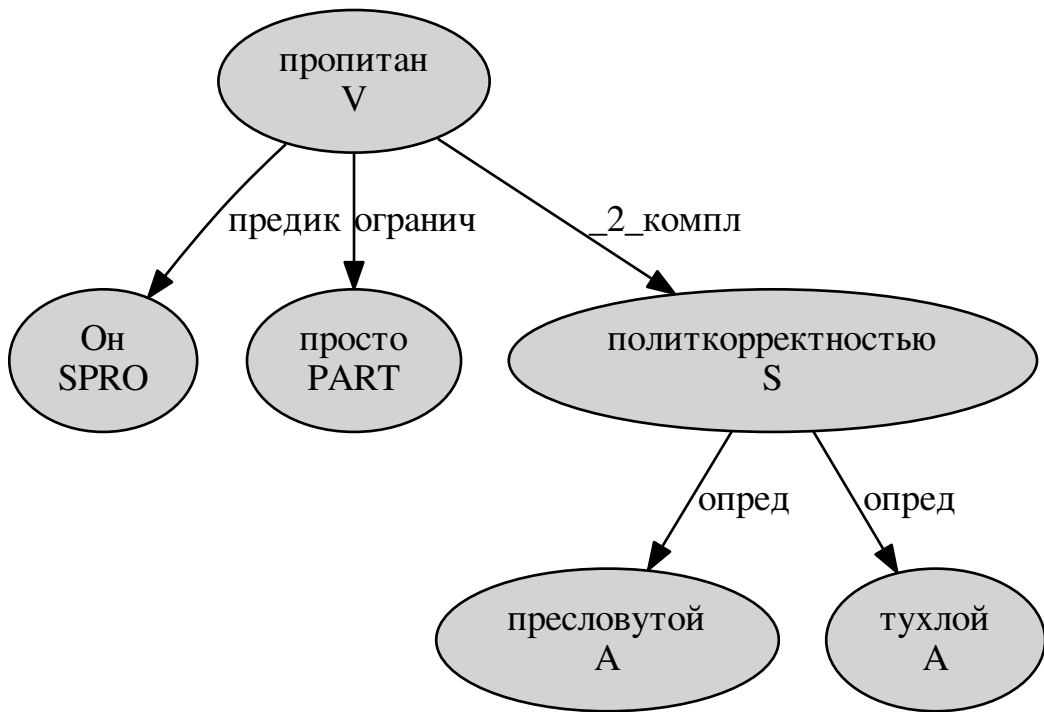 пропитан
V
предик
огранич
_2_компл
Он
SPRO
просто
PART
политкорректностью
S
опред
опред
пресловутой
A
тухлой
A